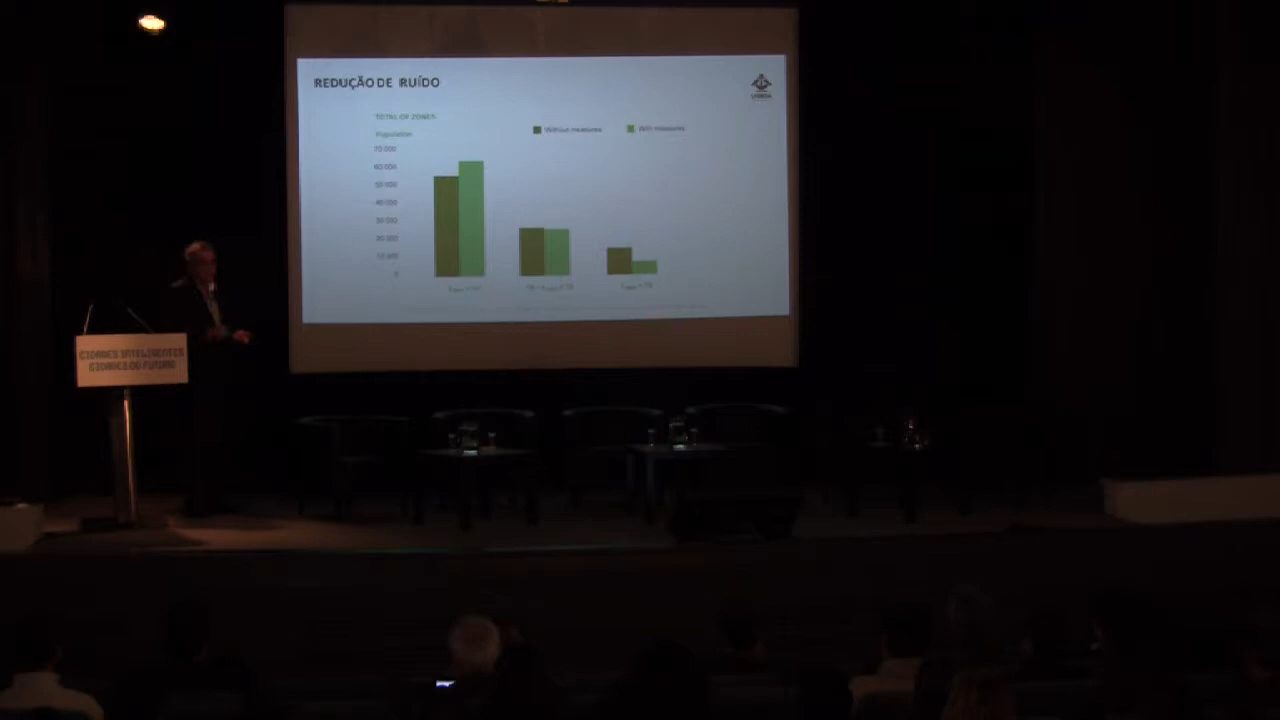 REDUÇÃO DE RUÍDO
LISBOA
TOTAL OF ZONES
Population
Without measures
With measures
70 000
60 000
50 000
40 000
30 000
20 000
10 000
0
CIDADES INTELIGENTES
CIDADES DO FUTURO